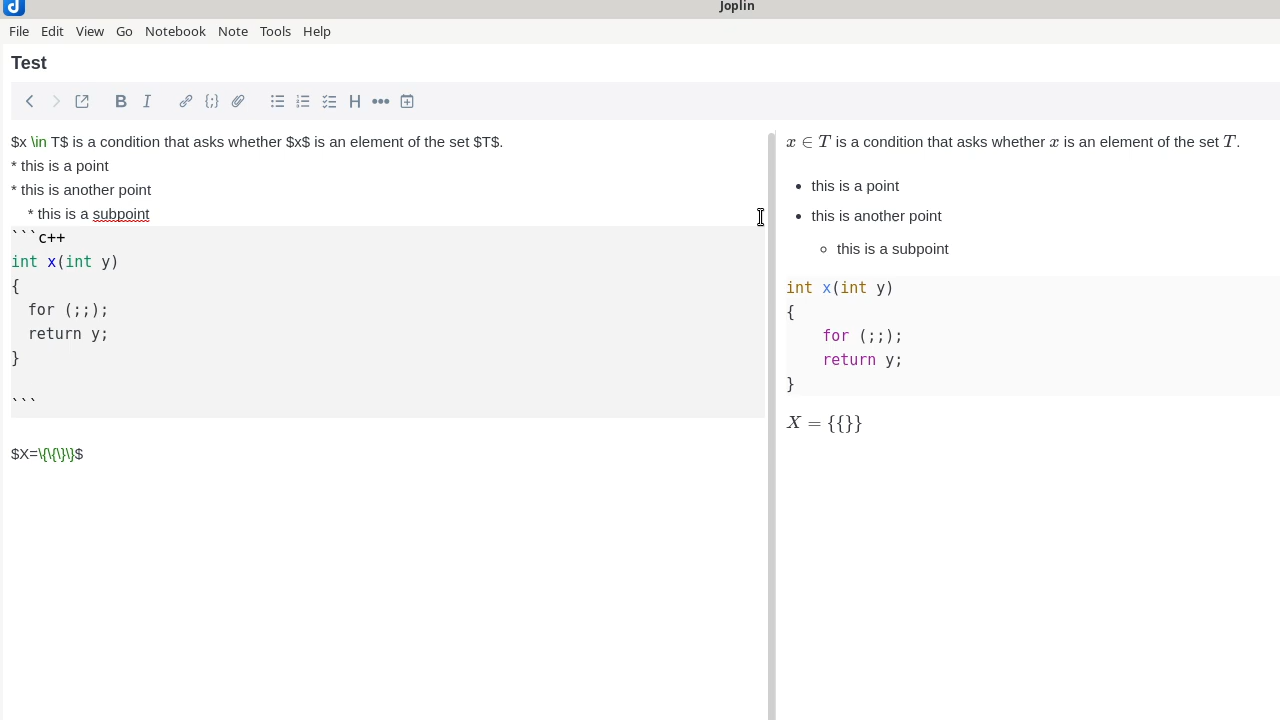 Joplin
File Edit View Go Notebook Note Tools Help
Test
B I {;} H •••
$x \in T$ is a condition that asks whether $x$ is an element of the set $T$.
* this is a point
* this is another point
* this is a subpoint
```c++
int x(int y)
{
for (;;);
return y;
}
```
$X=\{\{\}\}$
x ∈ T is a condition that asks whether x is an element of the set T.
• this is a point
• this is another point
◦ this is a subpoint
int x(int y)
{
for (;;);
return y;
}
X = {{}}